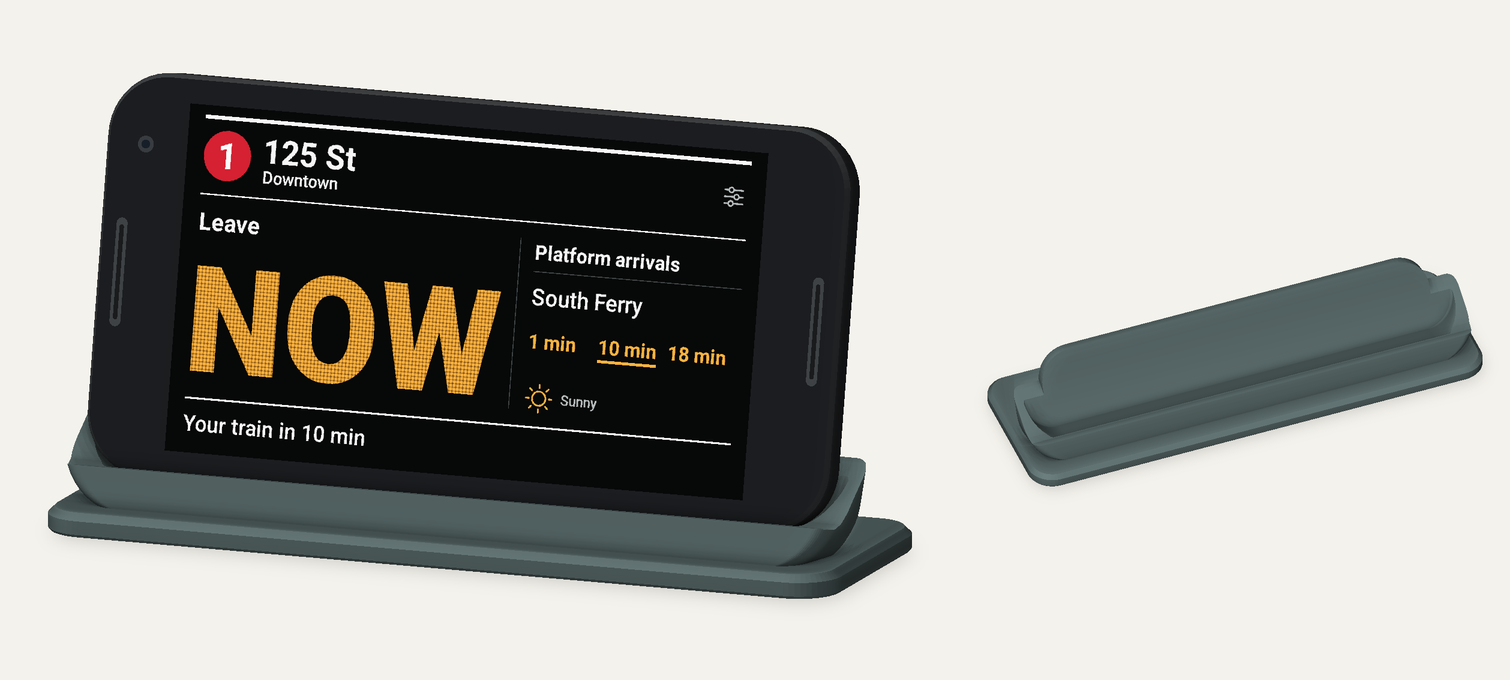 1
125 St
Downtown
Leave
NOW
Your train in 10 min
Platform arrivals
South Ferry
1 min 10 min 18 min
Sunny